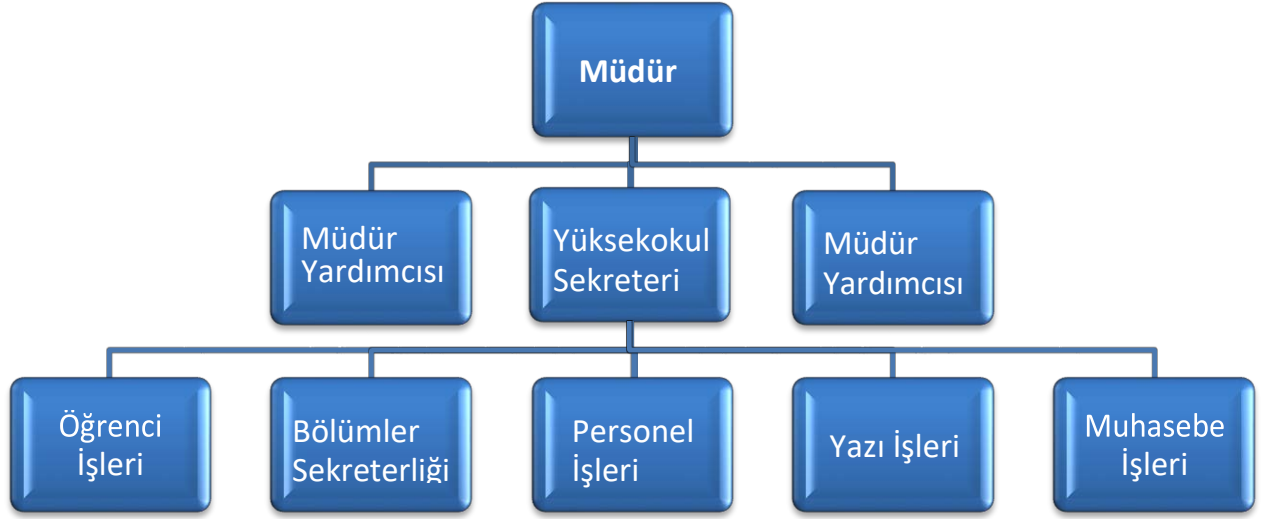 Müdür
Müdür
Yardımcısı
Yüksekokul
Sekreteri
Müdür
Yardımcısı
Öğrenci
İşleri
Bölümler
Sekreterliği
Personel
İşleri
Yazı İşleri
Muhasebe
İşleri